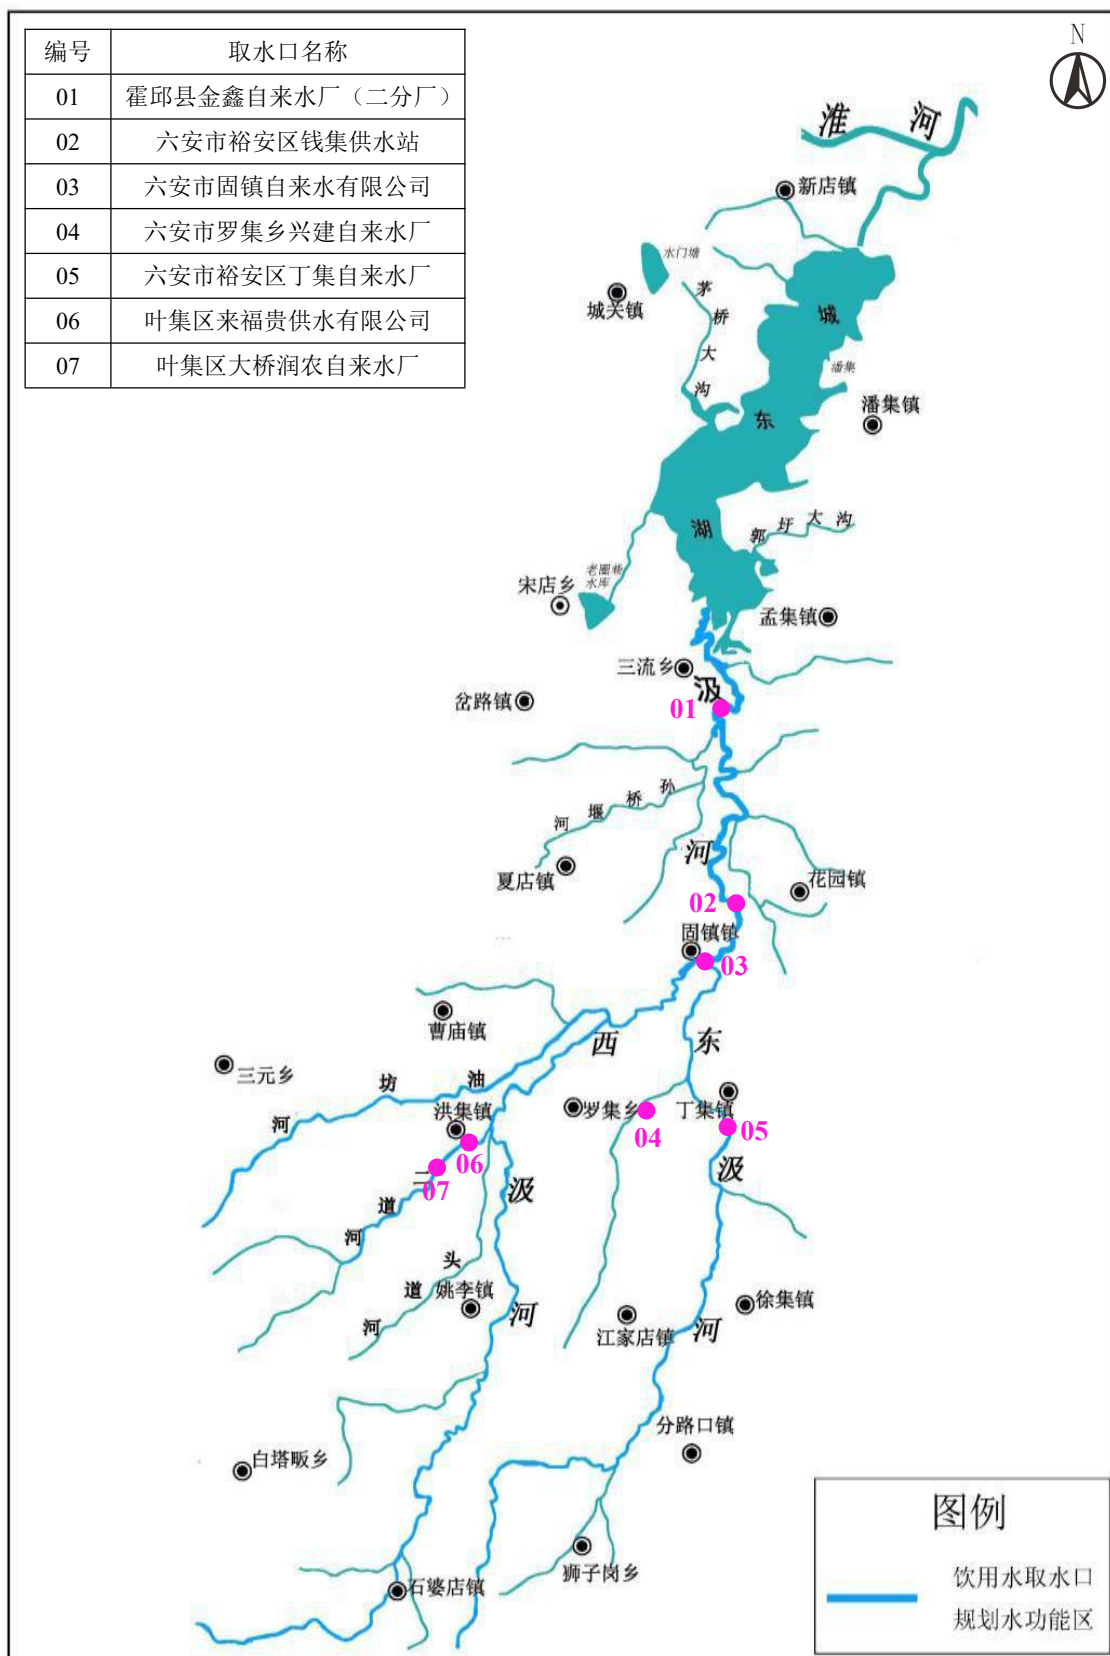 编号 取水口名称
01 霍邱县金鑫自来水厂（二分厂）
02 六安市裕安区钱集供水站
03 六安市固镇自来水有限公司
04 六安市罗集乡兴建自来水厂
05 六安市裕安区丁集自来水厂
06 叶集区来福贵供水有限公司
07 叶集区大桥润农自来水厂
N
淮河
新店镇
水门塘
城关镇
茅桥大沟
城东湖
潘集
潘集镇
郭圩大沟
宋店乡
水库
孟集镇
三流乡
岔路镇
汲河
01
孙桥堰河
夏店镇
花园镇
02
固镇镇
03
曹庙镇
三元乡
油坊河
西汲河
东汲河
洪集镇
罗集乡
丁集镇
04
05
06
07
二道河
头道河
姚李镇
徐集镇
江家店镇
分路口镇
白塔畈乡
狮子岗乡
石婆店镇
图例
饮用水取水口
规划水功能区